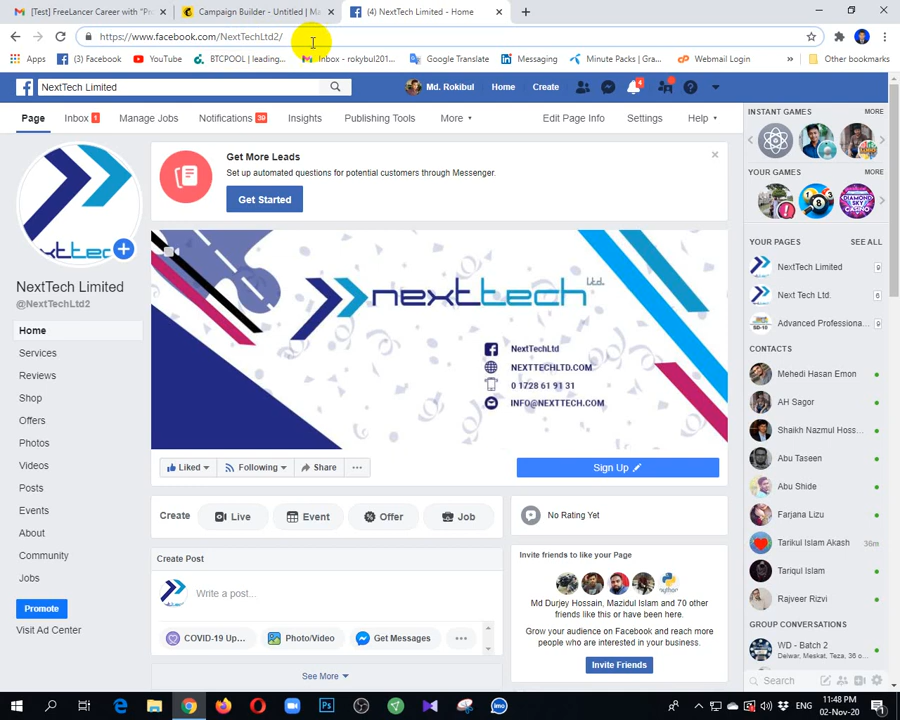 [Test] FreeLancer Career with "Pro
Campaign Builder - Untitled | Ma
(4) NextTech Limited - Home
https://www.facebook.com/NextTechLtd2/
Apps
(3) Facebook
YouTube
BTCPOOL | leading...
Inbox - rokybul201...
Google Translate
Messaging
Minute Packs | Gra...
Webmail Login
Other bookmarks
NextTech Limited
Md. Rokibul
Home
Create
4
Page
Inbox 1
Manage Jobs
Notifications 39
Insights
Publishing Tools
More
Edit Page Info
Settings
Help
NextTech Limited
@NextTechLtd2
Home
Services
Reviews
Shop
Offers
Photos
Videos
Posts
Events
About
Community
Jobs
Promote
Visit Ad Center
Get More Leads
Set up automated questions for potential customers through Messenger.
Get Started
nexttech Ltd.
NextTechLtd
NEXTTECHLTD.COM
0 1728 61 91 31
INFO@NEXTTECH.COM
Liked
Following
Share
Sign Up
Create
Live
Event
Offer
Job
No Rating Yet
Create Post
Write a post...
COVID-19 Up...
Photo/Video
Get Messages
See More
Invite friends to like your Page
Md Durjey Hossain, Mazidul Islam and 70 other
friends like this or have been here.
Grow your audience on Facebook and reach more
people who are interested in your business.
Invite Friends
INSTANT GAMES
MORE
YOUR GAMES
MORE
YOUR PAGES
SEE ALL
NextTech Limited
9
Next Tech Ltd.
6
Advanced Professiona...
9
CONTACTS
Mehedi Hasan Emon
AH Sagor
Shaikh Nazmul Hoss...
Abu Taseen
Abu Shide
Farjana Lizu
Tarikul Islam Akash
36m
Tariqul Islam
Rajveer Rizvi
GROUP CONVERSATIONS
WD - Batch 2
Delwar, Meskat, Teza, 36 o...
Search
ENG
11:48 PM
02-Nov-20